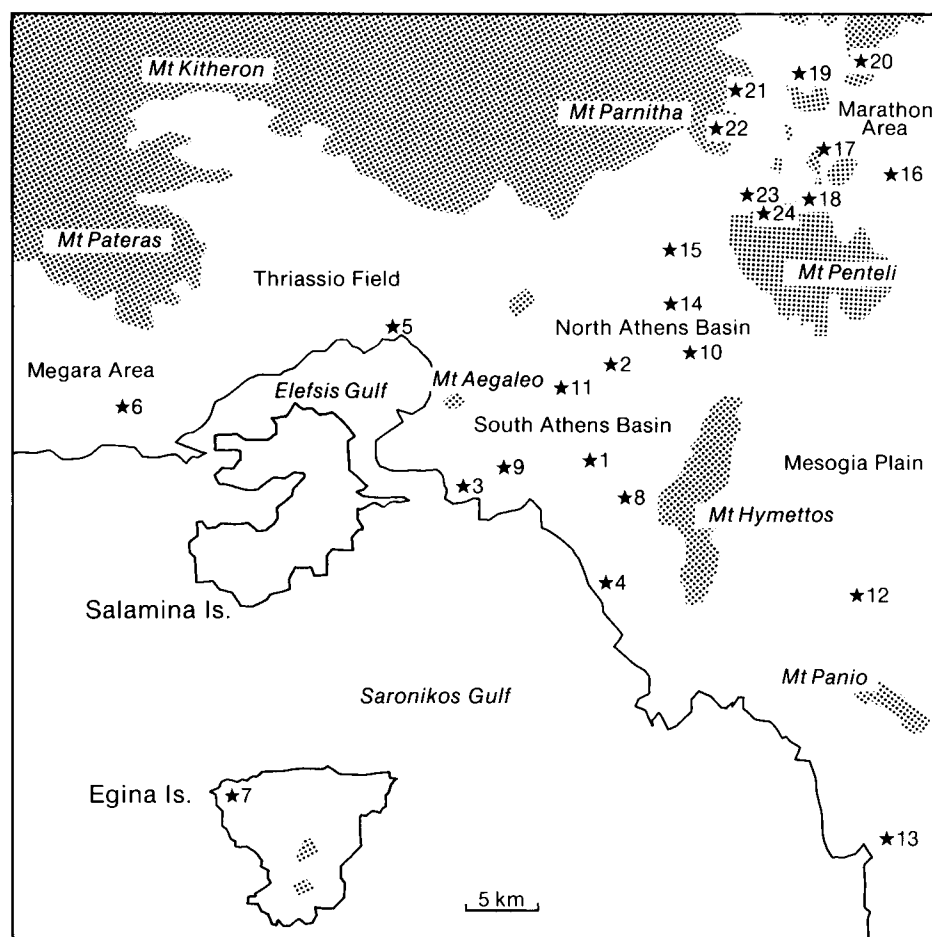 Mt Kitheron
★20
★19
★21
Mt Parnitha
Marathon
Area
★22
★17
★16
★23
★18
★24
Mt Pateras
★15
Mt Penteli
Thriassio Field
★14
★5
North Athens Basin
★10
★2
Megara Area
Elefsis Gulf
Mt Aegaleo
★11
★6
South Athens Basin
★1
Mesogia Plain
★9
★3
★8
Mt Hymettos
★4
★12
Salamina Is.
Mt Panio
Saronikos Gulf
Egina Is.
★7
★13
5 km